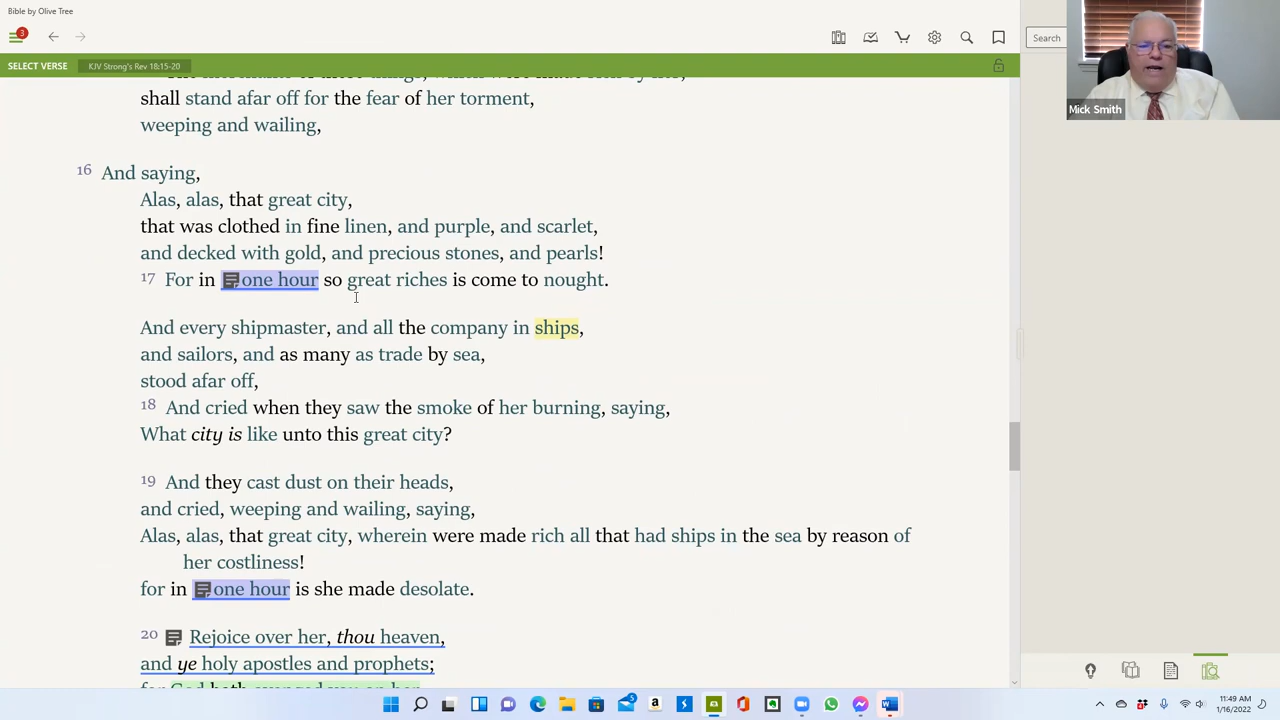 Bible by Olive Tree
3
Search
SELECT VERSE KJV Strong's Rev 18:15-20
Mick Smith
shall stand afar off for the fear of her torment,
weeping and wailing,
16 And saying,
Alas, alas, that great city,
that was clothed in fine linen, and purple, and scarlet,
and decked with gold, and precious stones, and pearls!
17 For in one hour so great riches is come to nought.
And every shipmaster, and all the company in ships,
and sailors, and as many as trade by sea,
stood afar off,
18 And cried when they saw the smoke of her burning, saying,
What city is like unto this great city?
19 And they cast dust on their heads,
and cried, weeping and wailing, saying,
Alas, alas, that great city, wherein were made rich all that had ships in the sea by reason of
her costliness!
for in one hour is she made desolate.
20 Rejoice over her, thou heaven,
and ye holy apostles and prophets;
11:49 AM
1/16/2022